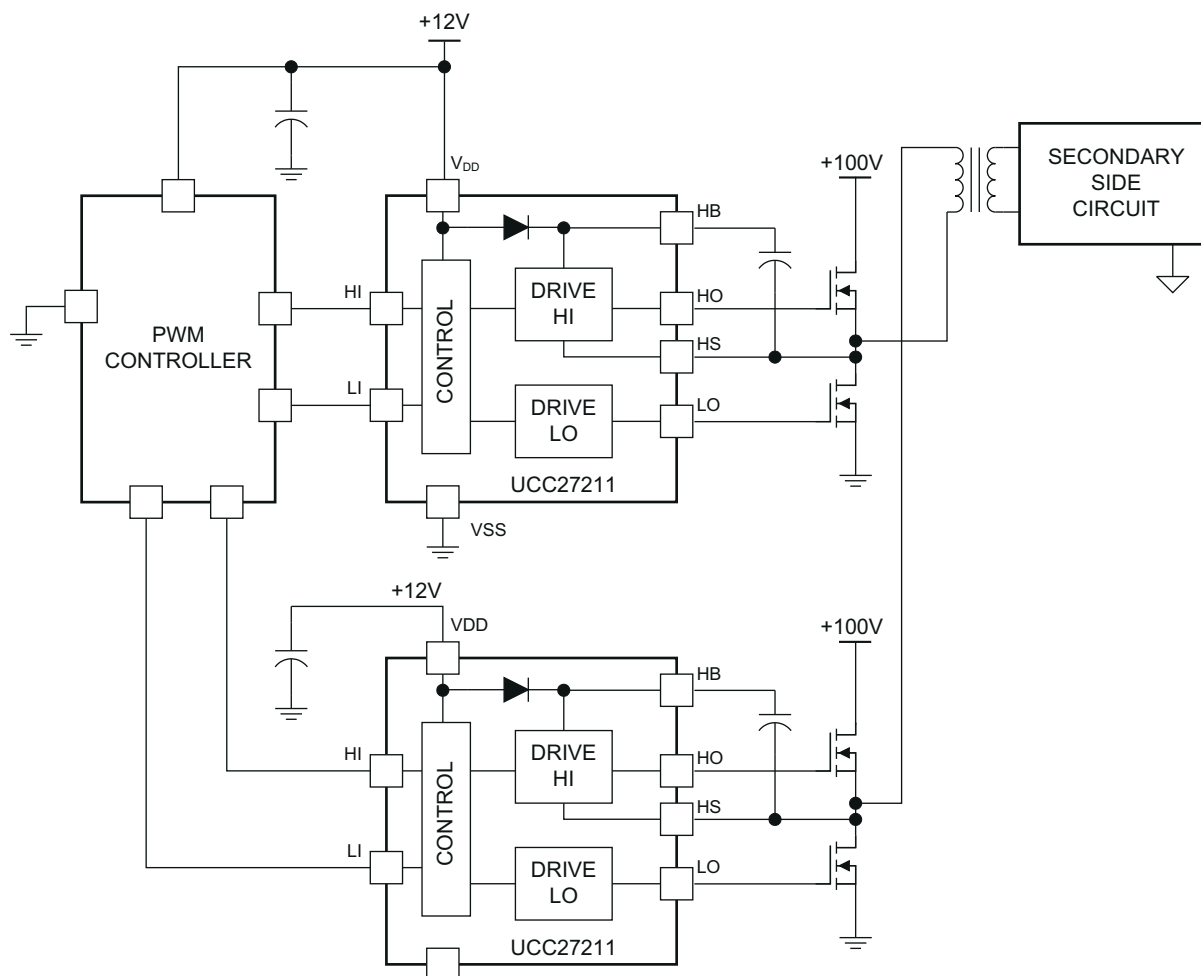 +12V
V_DD
+100V
SECONDARY
SIDE
CIRCUIT
HB
HI
DRIVE
HI
HO
PWM
CONTROLLER
CONTROL
HS
LI
DRIVE
LO
LO
UCC27211
VSS
+12V
VDD
+100V
HB
HI
DRIVE
HI
HO
CONTROL
HS
LI
DRIVE
LO
LO
UCC27211